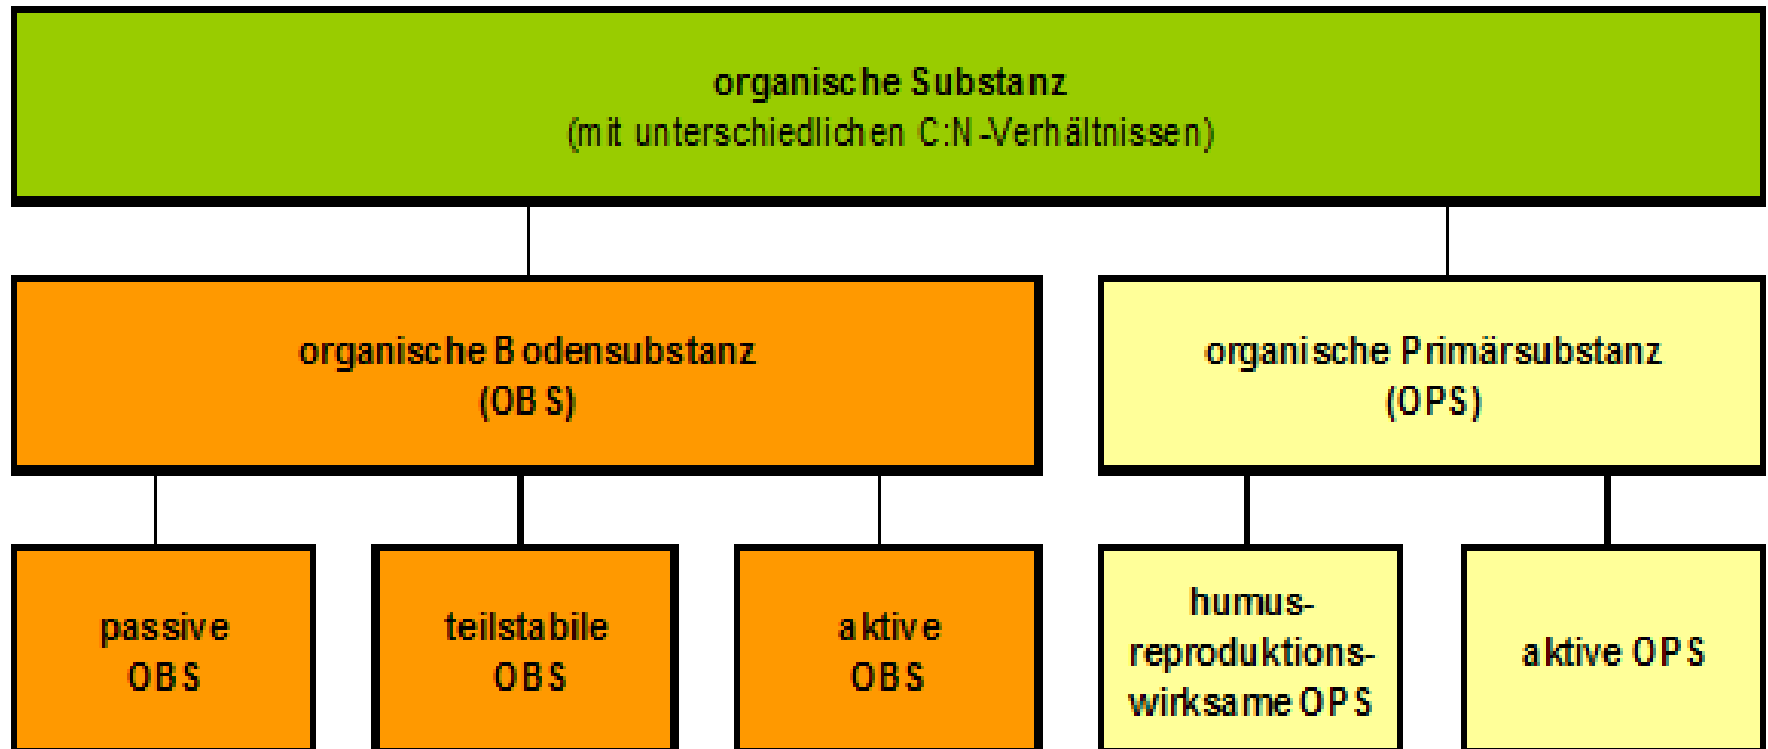 organische Substanz
(mit unterschiedlichen C:N-Verhältnissen)
organische Bodensubstanz
(OBS)
organische Primärsubstanz
(OPS)
passive
OBS
teilstabile
OBS
aktive
OBS
humus-
reproduktions-
wirksame OPS
aktive OPS